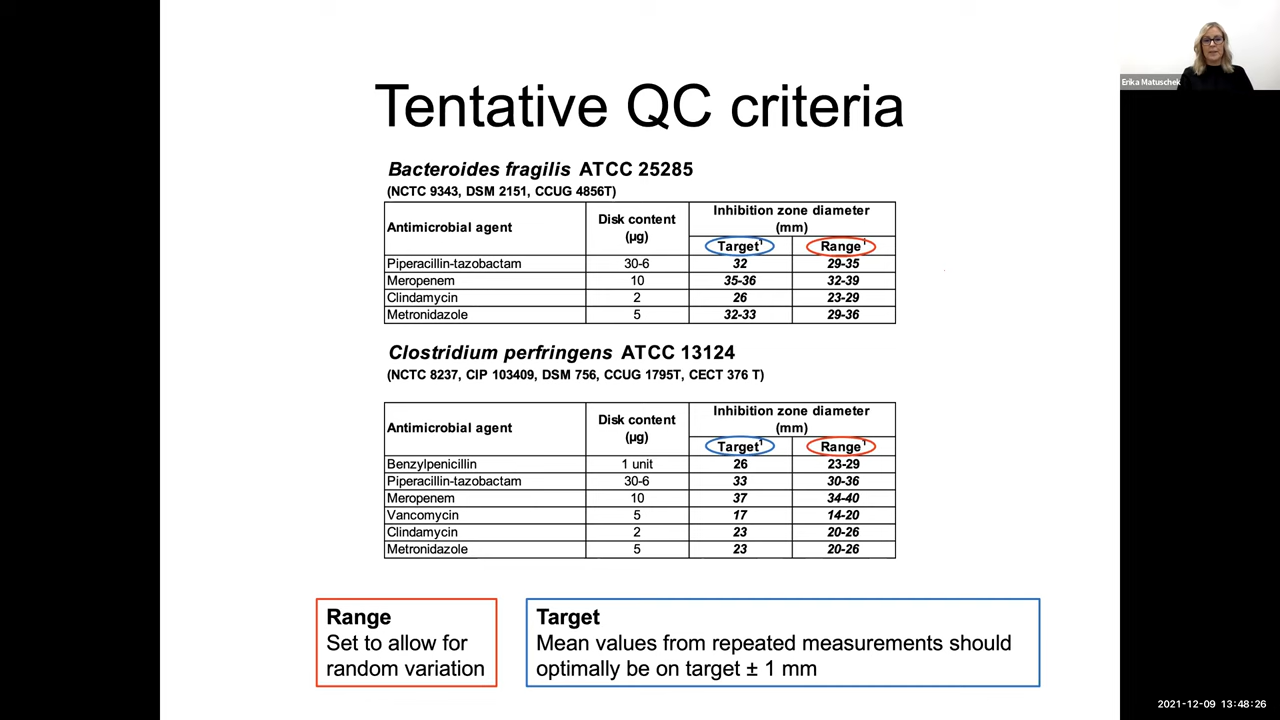 Erika Matuschek
Tentative QC criteria
Bacteroides fragilis ATCC 25285
(NCTC 9343, DSM 2151, CCUG 4856T)
Antimicrobial agent Disk content (µg) Inhibition zone diameter (mm)
Target¹ Range¹
Piperacillin-tazobactam 30-6 32 29-35
Meropenem 10 35-36 32-39
Clindamycin 2 26 23-29
Metronidazole 5 32-33 29-36
Clostridium perfringens ATCC 13124
(NCTC 8237, CIP 103409, DSM 756, CCUG 1795T, CECT 376 T)
Antimicrobial agent Disk content (µg) Inhibition zone diameter (mm)
Target¹ Range¹
Benzylpenicillin 1 unit 26 23-29
Piperacillin-tazobactam 30-6 33 30-36
Meropenem 10 37 34-40
Vancomycin 5 17 14-20
Clindamycin 2 23 20-26
Metronidazole 5 23 20-26
Range
Set to allow for
random variation
Target
Mean values from repeated measurements should
optimally be on target ± 1 mm
2021-12-09 13:48:26